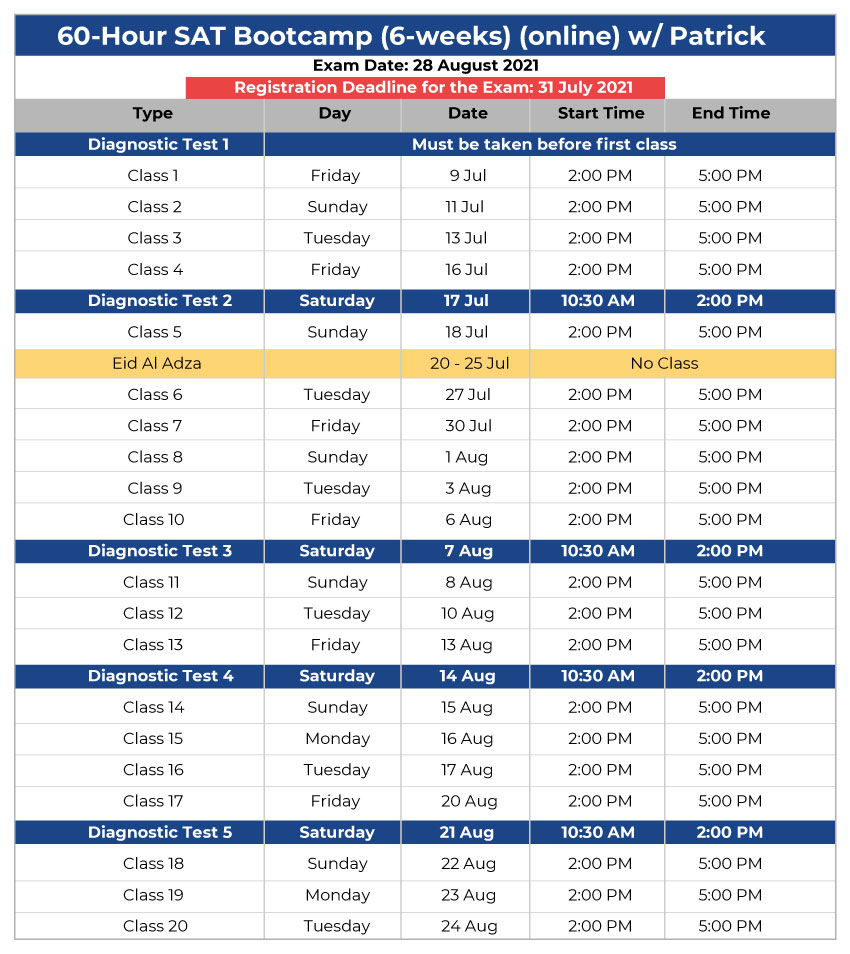 60-Hour SAT Bootcamp (6-weeks) (online) w/ Patrick
Exam Date: 28 August 2021
Registration Deadline for the Exam: 31 July 2021
Type Day Date Start Time End Time
Diagnostic Test 1 Must be taken before first class
Class 1 Friday 9 Jul 2:00 PM 5:00 PM
Class 2 Sunday 11 Jul 2:00 PM 5:00 PM
Class 3 Tuesday 13 Jul 2:00 PM 5:00 PM
Class 4 Friday 16 Jul 2:00 PM 5:00 PM
Diagnostic Test 2 Saturday 17 Jul 10:30 AM 2:00 PM
Class 5 Sunday 18 Jul 2:00 PM 5:00 PM
Eid Al Adza 20 - 25 Jul No Class
Class 6 Tuesday 27 Jul 2:00 PM 5:00 PM
Class 7 Friday 30 Jul 2:00 PM 5:00 PM
Class 8 Sunday 1 Aug 2:00 PM 5:00 PM
Class 9 Tuesday 3 Aug 2:00 PM 5:00 PM
Class 10 Friday 6 Aug 2:00 PM 5:00 PM
Diagnostic Test 3 Saturday 7 Aug 10:30 AM 2:00 PM
Class 11 Sunday 8 Aug 2:00 PM 5:00 PM
Class 12 Tuesday 10 Aug 2:00 PM 5:00 PM
Class 13 Friday 13 Aug 2:00 PM 5:00 PM
Diagnostic Test 4 Saturday 14 Aug 10:30 AM 2:00 PM
Class 14 Sunday 15 Aug 2:00 PM 5:00 PM
Class 15 Monday 16 Aug 2:00 PM 5:00 PM
Class 16 Tuesday 17 Aug 2:00 PM 5:00 PM
Class 17 Friday 20 Aug 2:00 PM 5:00 PM
Diagnostic Test 5 Saturday 21 Aug 10:30 AM 2:00 PM
Class 18 Sunday 22 Aug 2:00 PM 5:00 PM
Class 19 Monday 23 Aug 2:00 PM 5:00 PM
Class 20 Tuesday 24 Aug 2:00 PM 5:00 PM